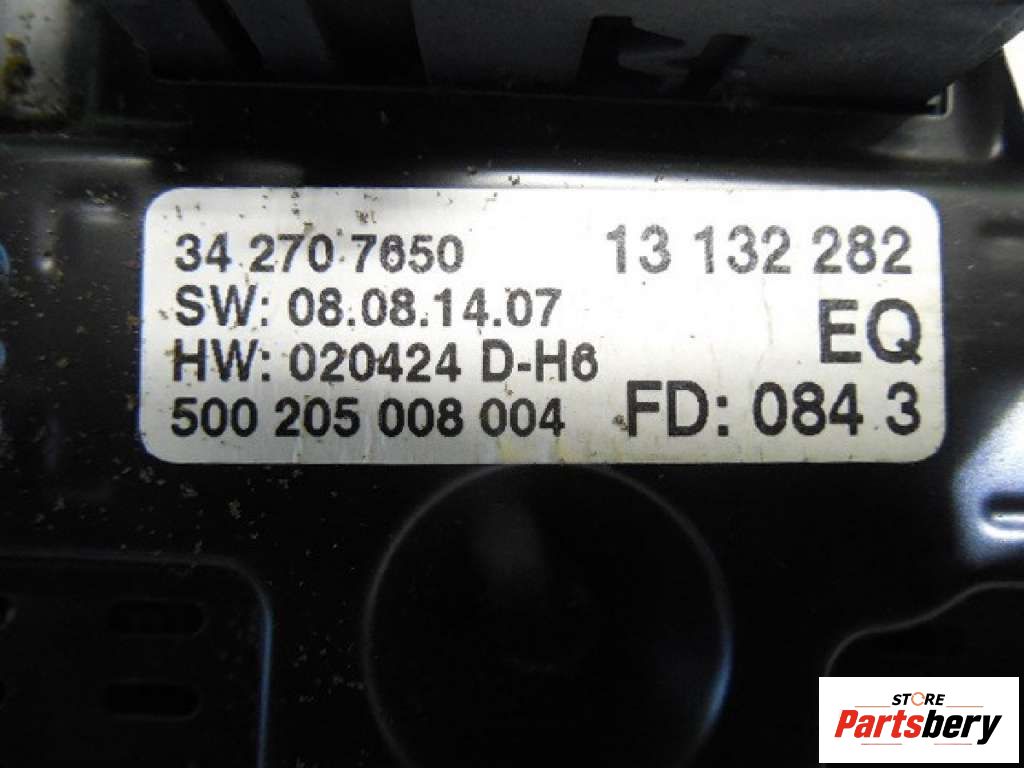 34 270 7650 13 132 282
SW: 08.08.14.07 EQ
HW: 020424 D-H6
500 205 008 004 FD: 084 3
STORE
Partsbery